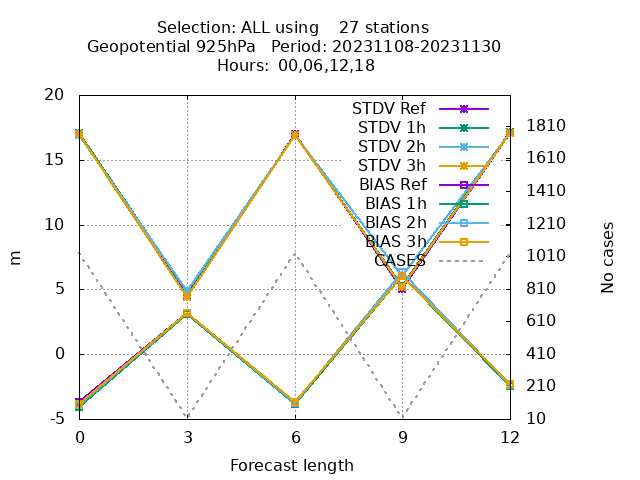 Selection: ALL using    27 stations
Geopotential 925hPa   Period: 20231108-20231130
Hours:  00,06,12,18
STDV Ref
STDV 1h
STDV 2h
STDV 3h
BIAS Ref
BIAS 1h
BIAS 2h
BIAS 3h
CASES
20
15
10
5
0
-5
m
1810
1610
1410
1210
1010
810
610
410
210
10
No cases
0 3 6 9 12
Forecast length